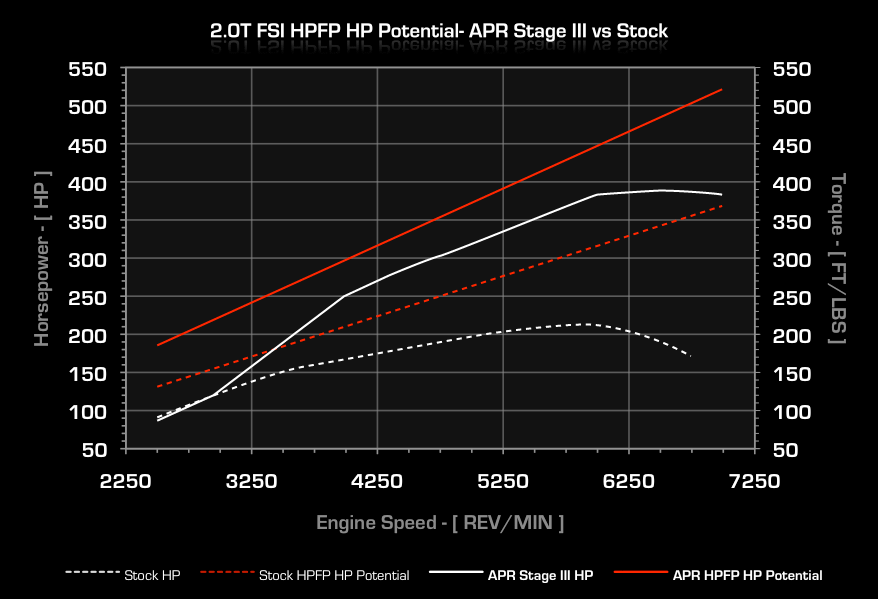 2.0T FSI HPFP HP Potential- APR Stage III vs Stock
550 550
500 500
450 450
400 400
350 350
300 300
250 250
200 200
150 150
100 100
50 50
Horsepower - [ HP ]
Torque - [ FT/LBS ]
2250 3250 4250 5250 6250 7250
Engine Speed - [ REV/MIN ]
Stock HP Stock HPFP HP Potential APR Stage III HP APR HPFP HP Potential